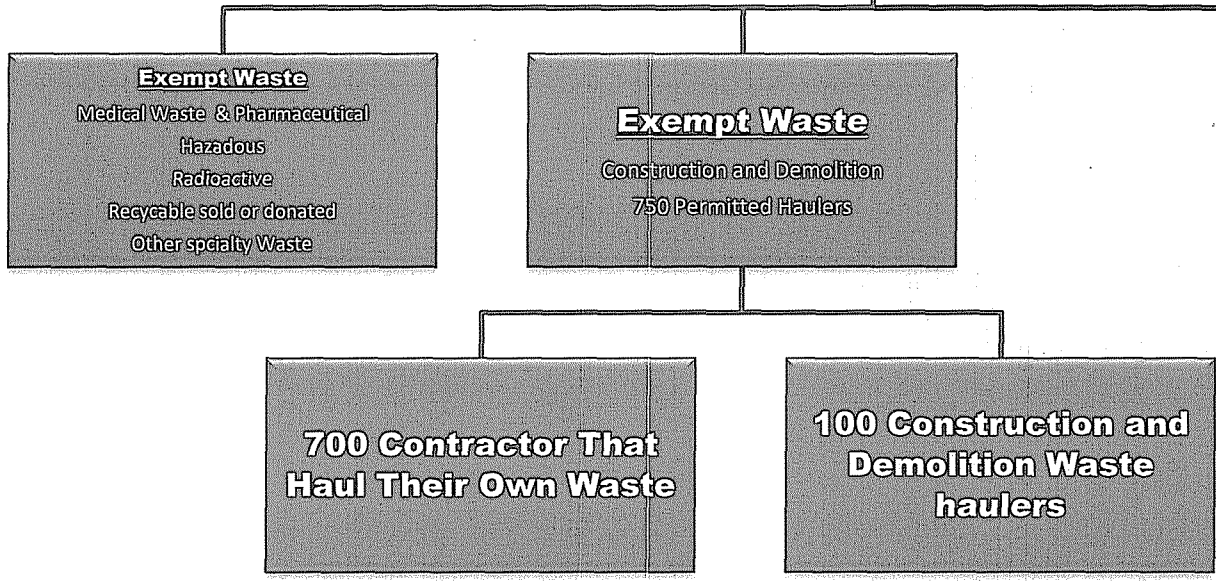 Exempt Waste
Medical Waste & Pharmaceutical
Hazadous
Radioactive
Recycable sold or donated
Other spcialty Waste
Exempt Waste
Construction and Demolition
750 Permitted Haulers
700 Contractor That
Haul Their Own Waste
100 Construction and
Demolition Waste
haulers